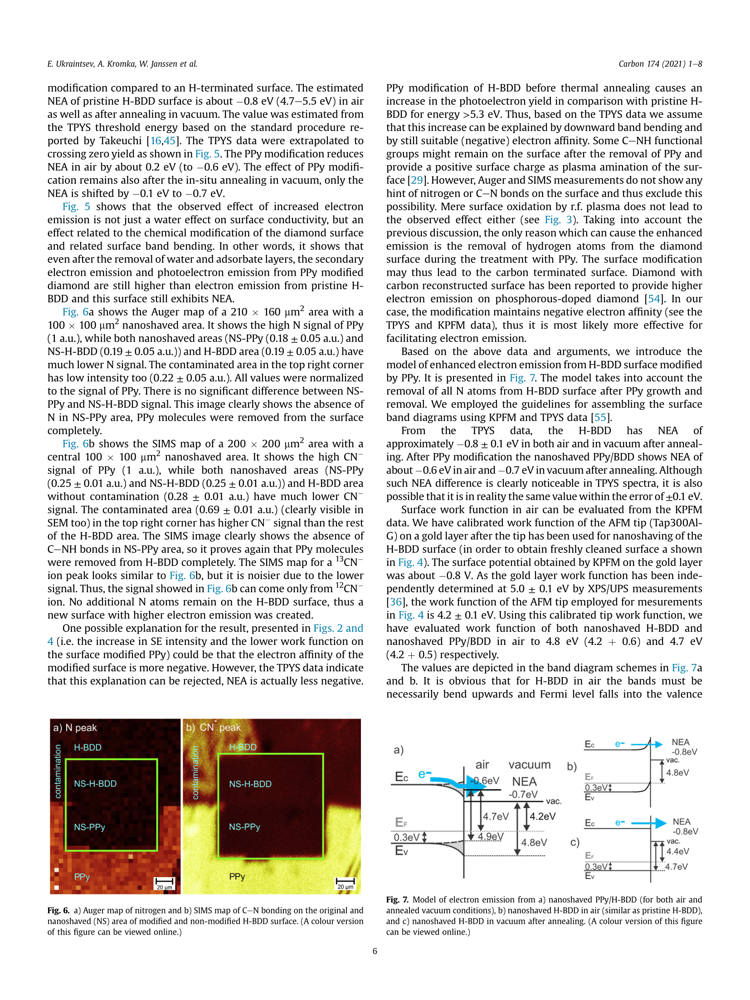 E. Ukraintsev, A. Kromka, W. Janssen et al.
Carbon 174 (2021) 1–8
modification compared to an H-terminated surface. The estimated
NEA of pristine H-BDD surface is about −0.8 eV (4.7–5.5 eV) in air
as well as after annealing in vacuum. The value was estimated from
the TPYS threshold energy based on the standard procedure re-
ported by Takeuchi [16,45]. The TPYS data were extrapolated to
crossing zero yield as shown in Fig. 5. The PPy modification reduces
NEA in air by about 0.2 eV (to −0.6 eV). The effect of PPy modifi-
cation remains also after the in-situ annealing in vacuum, only the
NEA is shifted by −0.1 eV to −0.7 eV.
Fig. 5 shows that the observed effect of increased electron
emission is not just a water effect on surface conductivity, but an
effect related to the chemical modification of the diamond surface
and related surface band bending. In other words, it shows that
even after the removal of water and adsorbate layers, the secondary
electron emission and photoelectron emission from PPy modified
diamond are still higher than electron emission from pristine H-
BDD and this surface still exhibits NEA.
Fig. 6a shows the Auger map of a 210 × 160 μm² area with a
100 × 100 μm² nanoshaved area. It shows the high N signal of PPy
(1 a.u.), while both nanoshaved areas (NS-PPy (0.18 ± 0.05 a.u.) and
NS-H-BDD (0.19 ± 0.05 a.u.)) and H-BDD area (0.19 ± 0.05 a.u.) have
much lower N signal. The contaminated area in the top right corner
has low intensity too (0.22 ± 0.05 a.u.). All values were normalized
to the signal of PPy. There is no significant difference between NS-
PPy and NS-H-BDD signal. This image clearly shows the absence of
N in NS-PPy area, PPy molecules were removed from the surface
completely.
Fig. 6b shows the SIMS map of a 200 × 200 μm² area with a
central 100 × 100 μm² nanoshaved area. It shows the high CN⁻
signal of PPy (1 a.u.), while both nanoshaved areas (NS-PPy
(0.25 ± 0.01 a.u.) and NS-H-BDD (0.25 ± 0.01 a.u.)) and H-BDD area
without contamination (0.28 ± 0.01 a.u.) have much lower CN⁻
signal. The contaminated area (0.69 ± 0.01 a.u.) (clearly visible in
SEM too) in the top right corner has higher CN⁻ signal than the rest
of the H-BDD area. The SIMS image clearly shows the absence of
C–NH bonds in NS-PPy area, so it proves again that PPy molecules
were removed from H-BDD completely. The SIMS map for a ¹³CN⁻
ion peak looks similar to Fig. 6b, but it is noisier due to the lower
signal. Thus, the signal showed in Fig. 6b can come only from ¹²CN⁻
ion. No additional N atoms remain on the H-BDD surface, thus a
new surface with higher electron emission was created.
One possible explanation for the result, presented in Figs. 2 and
4 (i.e. the increase in SE intensity and the lower work function on
the surface modified PPy) could be that the electron affinity of the
modified surface is more negative. However, the TPYS data indicate
that this explanation can be rejected, NEA is actually less negative.
PPy modification of H-BDD before thermal annealing causes an
increase in the photoelectron yield in comparison with pristine H-
BDD for energy >5.3 eV. Thus, based on the TPYS data we assume
that this increase can be explained by downward band bending and
by still suitable (negative) electron affinity. Some C–NH functional
groups might remain on the surface after the removal of PPy and
provide a positive surface charge as plasma amination of the sur-
face [29]. However, Auger and SIMS measurements do not show any
hint of nitrogen or C–N bonds on the surface and thus exclude this
possibility. Mere surface oxidation by r.f. plasma does not lead to
the observed effect either (see Fig. 3). Taking into account the
previous discussion, the only reason which can cause the enhanced
emission is the removal of hydrogen atoms from the diamond
surface during the treatment with PPy. The surface modification
may thus lead to the carbon terminated surface. Diamond with
carbon reconstructed surface has been reported to provide higher
electron emission on phosphorous-doped diamond [54]. In our
case, the modification maintains negative electron affinity (see the
TPYS and KPFM data), thus it is most likely more effective for
facilitating electron emission.
Based on the above data and arguments, we introduce the
model of enhanced electron emission from H-BDD surface modified
by PPy. It is presented in Fig. 7. The model takes into account the
removal of all N atoms from H-BDD surface after PPy growth and
removal. We employed the guidelines for assembling the surface
band diagrams using KPFM and TPYS data [55].
From the TPYS data, the H-BDD has NEA of
approximately −0.8 ± 0.1 eV in both air and in vacuum after anneal-
ing. After PPy modification the nanoshaved PPy/BDD shows NEA of
about −0.6 eV in air and −0.7 eV in vacuum after annealing. Although
such NEA difference is clearly noticeable in TPYS spectra, it is also
possible that it is in reality the same value within the error of ±0.1 eV.
Surface work function in air can be evaluated from the KPFM
data. We have calibrated work function of the AFM tip (Tap300Al-
G) on a gold layer after the tip has been used for nanoshaving of the
H-BDD surface (in order to obtain freshly cleaned surface a shown
in Fig. 4). The surface potential obtained by KPFM on the gold layer
was about −0.8 V. As the gold layer work function has been inde-
pendently determined at 5.0 ± 0.1 eV by XPS/UPS measurements
[36], the work function of the AFM tip employed for mesurements
in Fig. 4 is 4.2 ± 0.1 eV. Using this calibrated tip work function, we
have evaluated work function of both nanoshaved H-BDD and
nanoshaved PPy/BDD in air to 4.8 eV (4.2 + 0.6) and 4.7 eV
(4.2 + 0.5) respectively.
The values are depicted in the band diagram schemes in Fig. 7a
and b. It is obvious that for H-BDD in air the bands must be
necessarily bend upwards and Fermi level falls into the valence
a) N peak
H-BDD
contamination
NS-H-BDD
NS-PPy
PPy
20 μm
b) CN⁻ peak
H-BDD
contamination
NS-H-BDD
NS-PPy
PPy
20 μm
Fig. 6. a) Auger map of nitrogen and b) SIMS map of C–N bonding on the original and
nanoshaved (NS) area of modified and non-modified H-BDD surface. (A colour version
of this figure can be viewed online.)
a)
air vacuum
Ec e⁻ -0.6eV NEA
-0.7eV
vac.
4.7eV 4.2eV
EF
0.3eV 4.9eV
4.8eV
Ev
b)
Ec e⁻ NEA
-0.8eV
vac.
4.8eV
EF
0.3eV
Ev
c)
Ec e⁻ NEA
-0.8eV
vac.
4.4eV
EF
0.3eV 4.7eV
Ev
Fig. 7. Model of electron emission from a) nanoshaved PPy/H-BDD (for both air and
annealed vacuum conditions), b) nanoshaved H-BDD in air (similar as pristine H-BDD),
and c) nanoshaved H-BDD in vacuum after annealing. (A colour version of this figure
can be viewed online.)
6